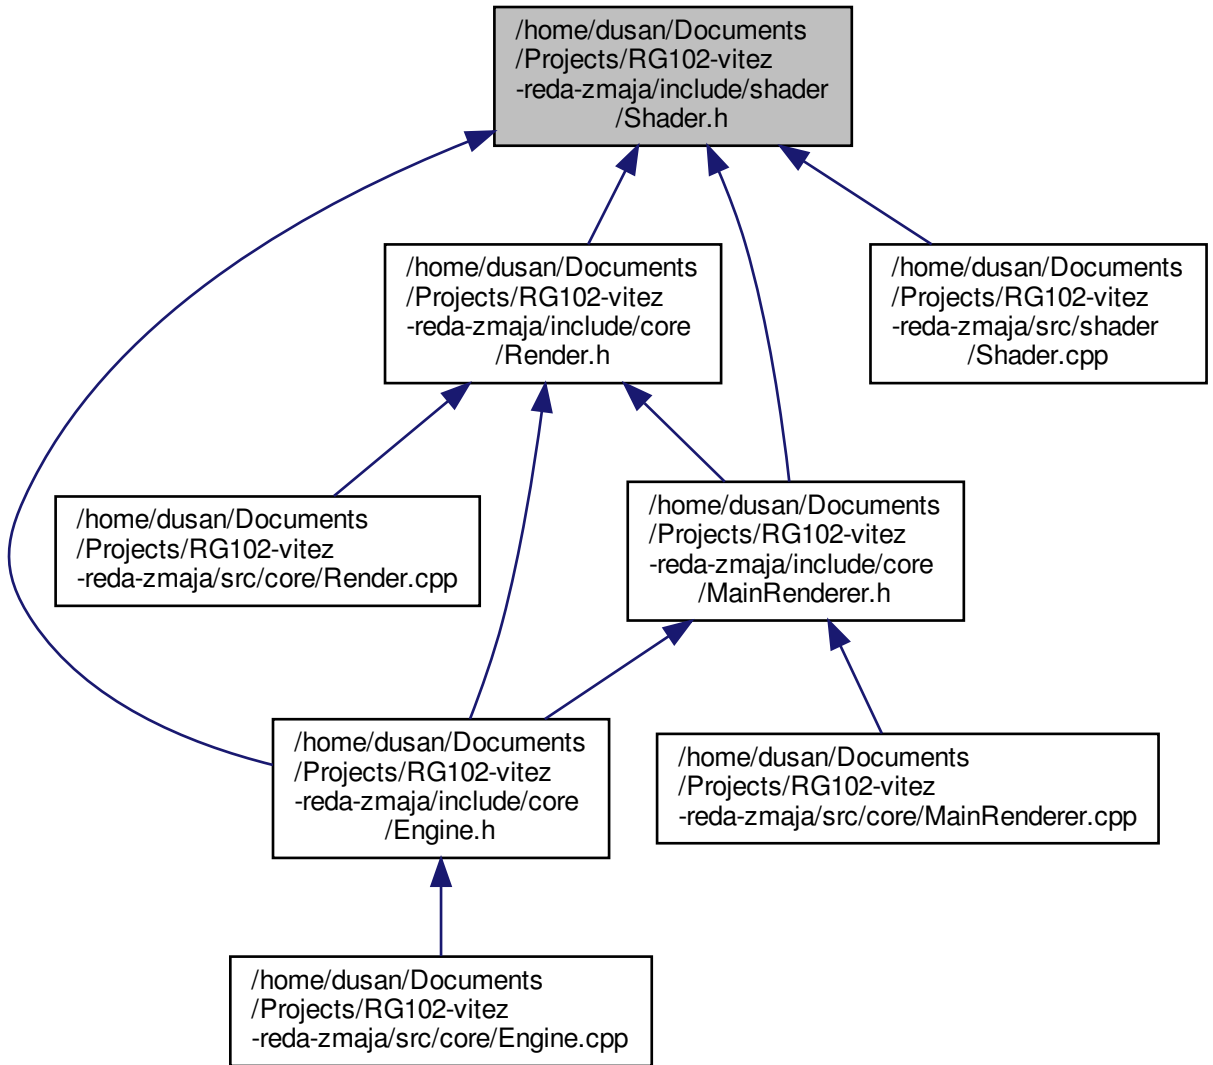 /home/dusan/Documents
/Projects/RG102-vitez
-reda-zmaja/include/shader
/Shader.h
/home/dusan/Documents
/Projects/RG102-vitez
-reda-zmaja/include/core
/Render.h
/home/dusan/Documents
/Projects/RG102-vitez
-reda-zmaja/src/shader
/Shader.cpp
/home/dusan/Documents
/Projects/RG102-vitez
-reda-zmaja/src/core/Render.cpp
/home/dusan/Documents
/Projects/RG102-vitez
-reda-zmaja/include/core
/MainRenderer.h
/home/dusan/Documents
/Projects/RG102-vitez
-reda-zmaja/include/core
/Engine.h
/home/dusan/Documents
/Projects/RG102-vitez
-reda-zmaja/src/core/MainRenderer.cpp
/home/dusan/Documents
/Projects/RG102-vitez
-reda-zmaja/src/core/Engine.cpp